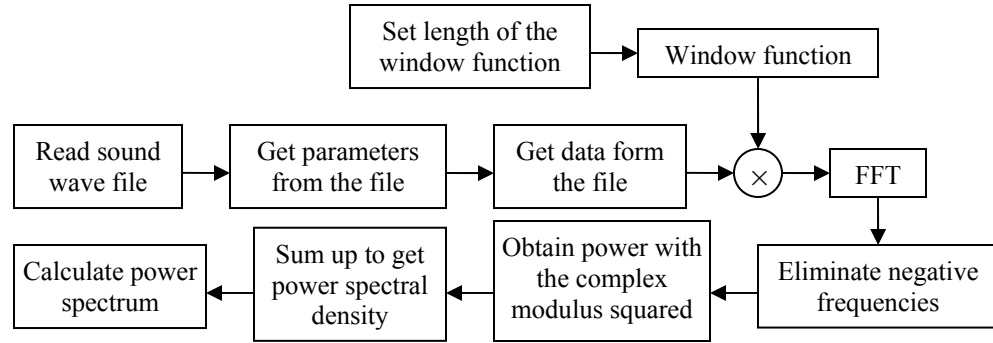 Set length of the
window function
Window function
Read sound
wave file
Get parameters
from the file
Get data form
the file
×
FFT
Calculate power
spectrum
Sum up to get
power spectral
density
Obtain power with
the complex
modulus squared
Eliminate negative
frequencies